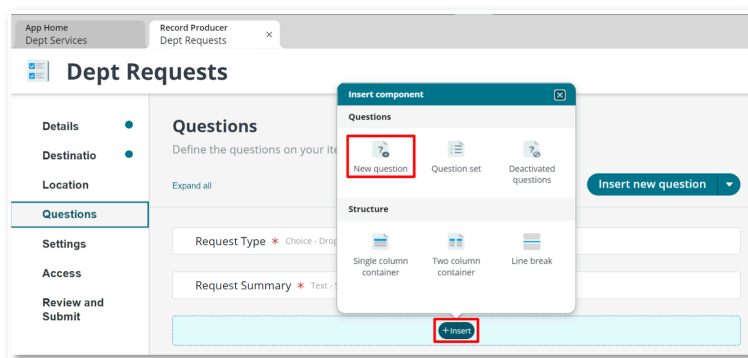 App Home
Dept Services
Record Producer
Dept Requests
Dept Requests
Details
Destinatio
Location
Questions
Settings
Access
Review and
Submit
Questions
Define the questions on your ite
Expand all
Insert new question
Request Type * Choice - Drop
Request Summary * Text - S
+Insert
Insert component
Questions
New question
Question set
Deactivated
questions
Structure
Single column
container
Two column
container
Line break